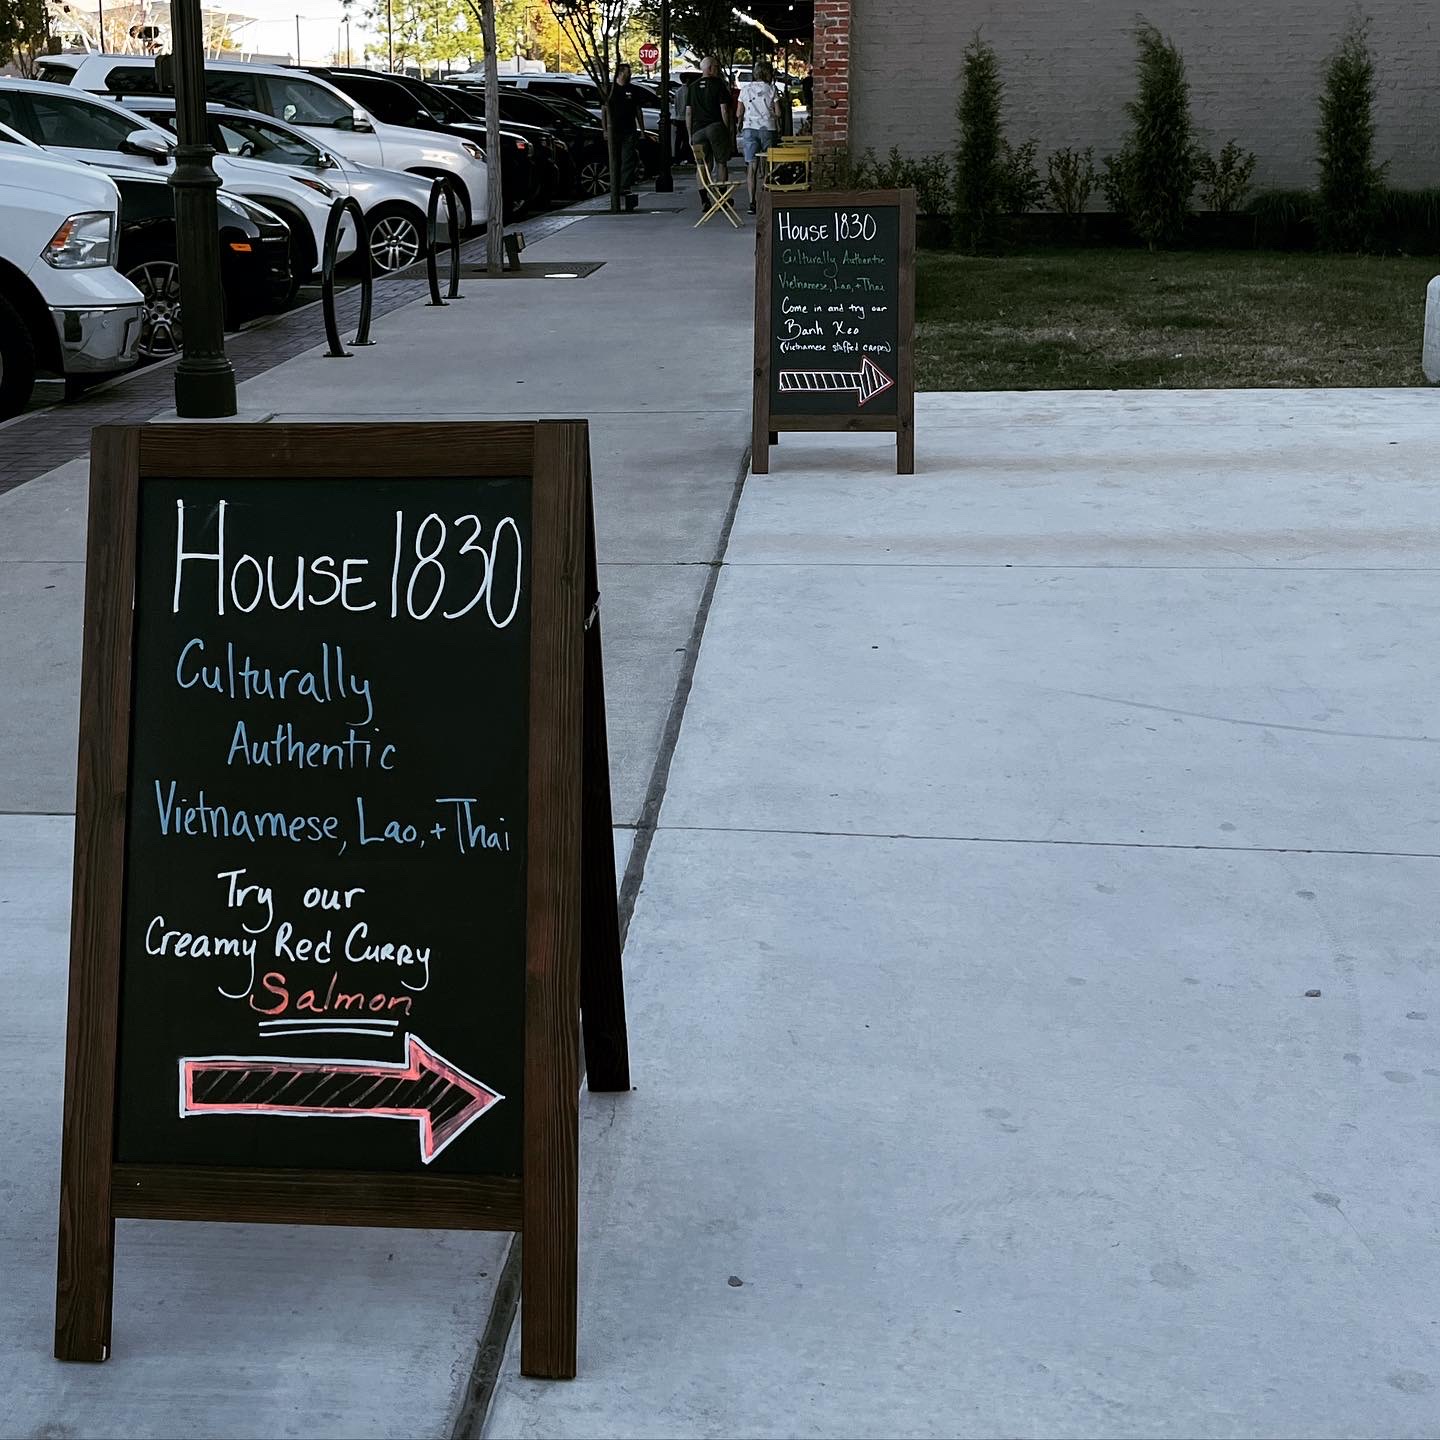 House 1830
Culturally
Authentic
Vietnamese, Lao, + Thai
Try our
Creamy Red Curry
Salmon
House 1830
Culturally Authentic
Vietnamese, Lao, + Thai
Come in and try our
Banh Xeo
(Vietnamese stuffed crepes)
STOP